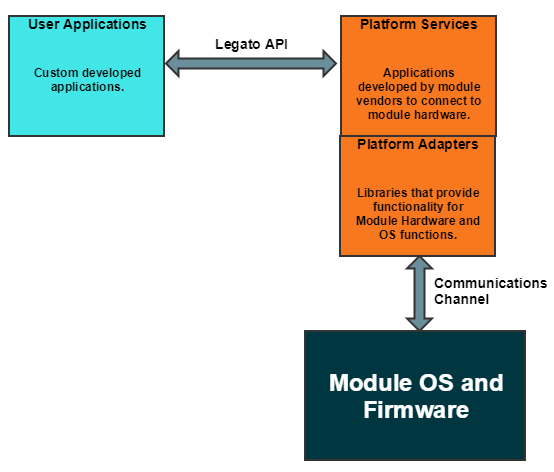 User Applications
Custom developed
applications.
Legato API
Platform Services
Applications
developed by module
vendors to connect to
module hardware.
Platform Adapters
Libraries that provide
functionality for
Module Hardware and
OS functions.
Communications
Channel
Module OS and
Firmware